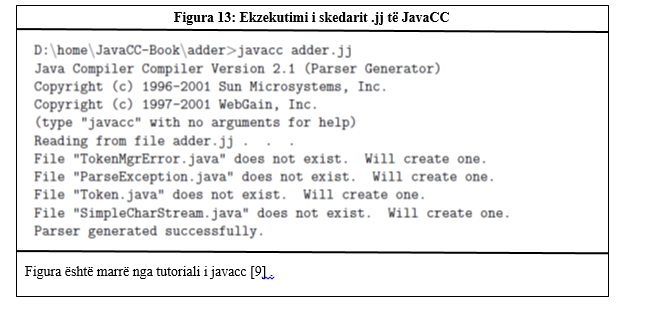 Figura 13: Ekzekutimi i skedarit .jj të JavaCC
D:\home\JavaCC-Book\adder>javacc adder.jj
Java Compiler Compiler Version 2.1 (Parser Generator)
Copyright (c) 1996-2001 Sun Microsystems, Inc.
Copyright (c) 1997-2001 WebGain, Inc.
(type "javacc" with no arguments for help)
Reading from file adder.jj . . .
File "TokenMgrError.java" does not exist. Will create one.
File "ParseException.java" does not exist. Will create one.
File "Token.java" does not exist. Will create one.
File "SimpleCharStream.java" does not exist. Will create one.
Parser generated successfully.
Figura është marrë nga tutoriali i javacc [9].